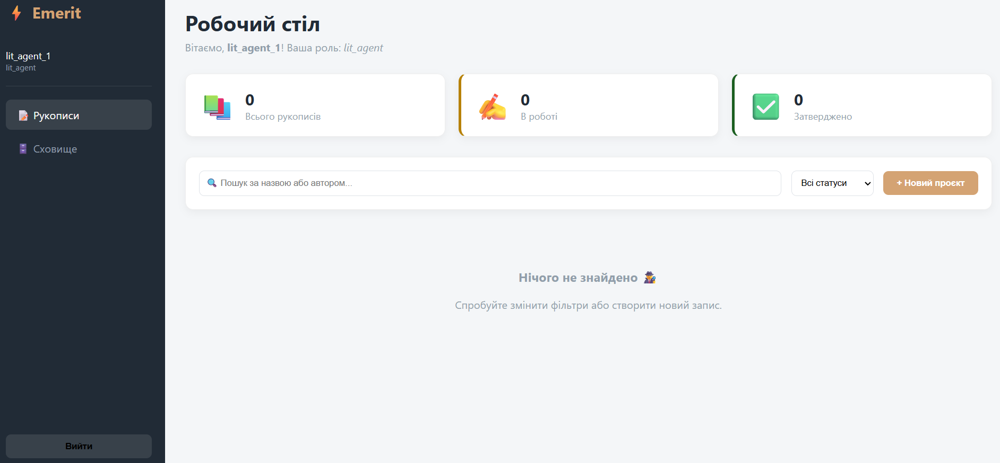 Emerit
lit_agent_1
lit_agent
Рукописи
Сховище
Вийти
Робочий стіл
Вітаємо, lit_agent_1! Ваша роль: lit_agent
0
Всього рукописів
0
В роботі
0
Затверджено
Пошук за назвою або автором...
Всі статуси
+ Новий проєкт
Нічого не знайдено
Спробуйте змінити фільтри або створити новий запис.